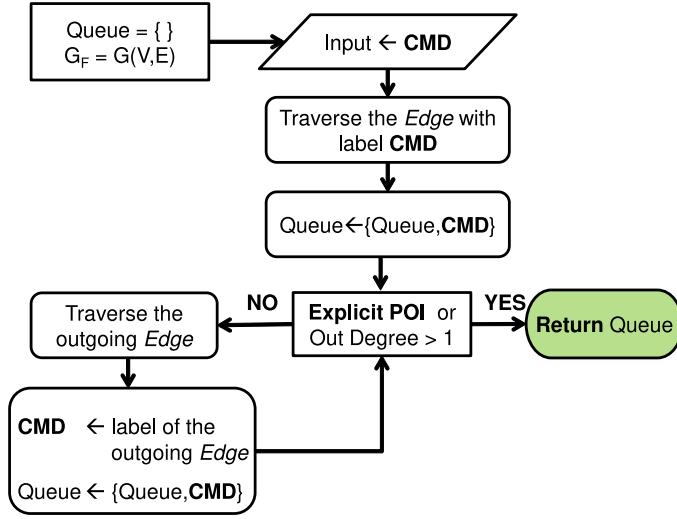 Queue = { }
G_F = G(V,E)
Input ← CMD
Traverse the Edge with
label CMD
Queue←{Queue,CMD}
Explicit POI or
Out Degree > 1
NO
YES
Return Queue
Traverse the
outgoing Edge
CMD ← label of the
outgoing Edge
Queue ← {Queue,CMD}